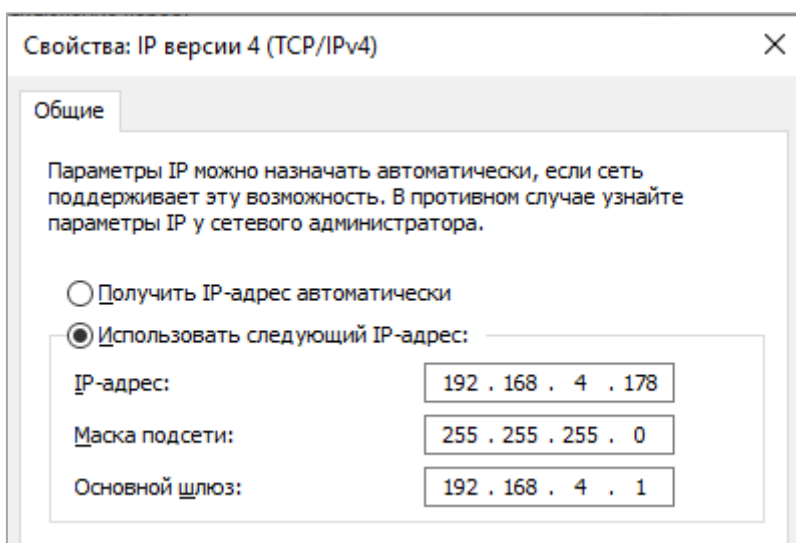 Свойства: IP версии 4 (TCP/IPv4)
Общие
Параметры IP можно назначать автоматически, если сеть
поддерживает эту возможность. В противном случае узнайте
параметры IP у сетевого администратора.
Получить IP-адрес автоматически
Использовать следующий IP-адрес:
IP-адрес: 192 . 168 . 4 . 178
Маска подсети: 255 . 255 . 255 . 0
Основной шлюз: 192 . 168 . 4 . 1